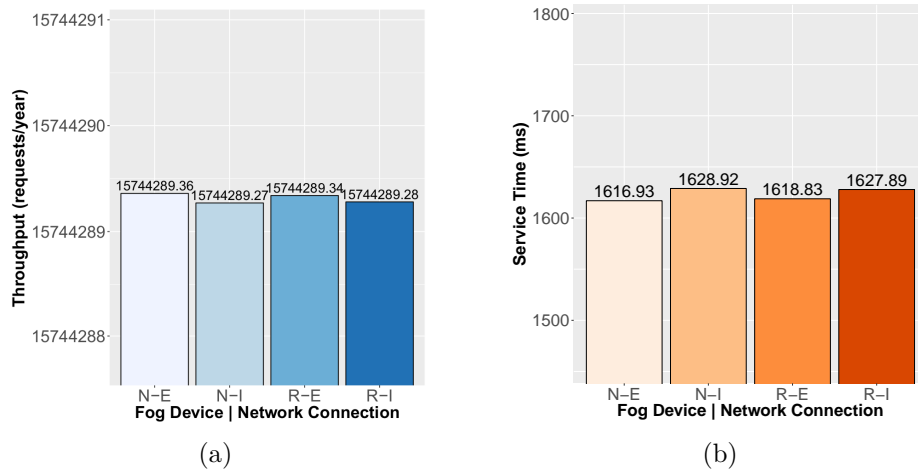 Throughput (requests/year)
15744291
15744290
15744289
15744288
15744289.36
15744289.27
15744289.34
15744289.28
N−E N−I R−E R−I
Fog Device | Network Connection
(a)
Service Time (ms)
1800
1700
1600
1500
1616.93
1628.92
1618.83
1627.89
N−E N−I R−E R−I
Fog Device | Network Connection
(b)